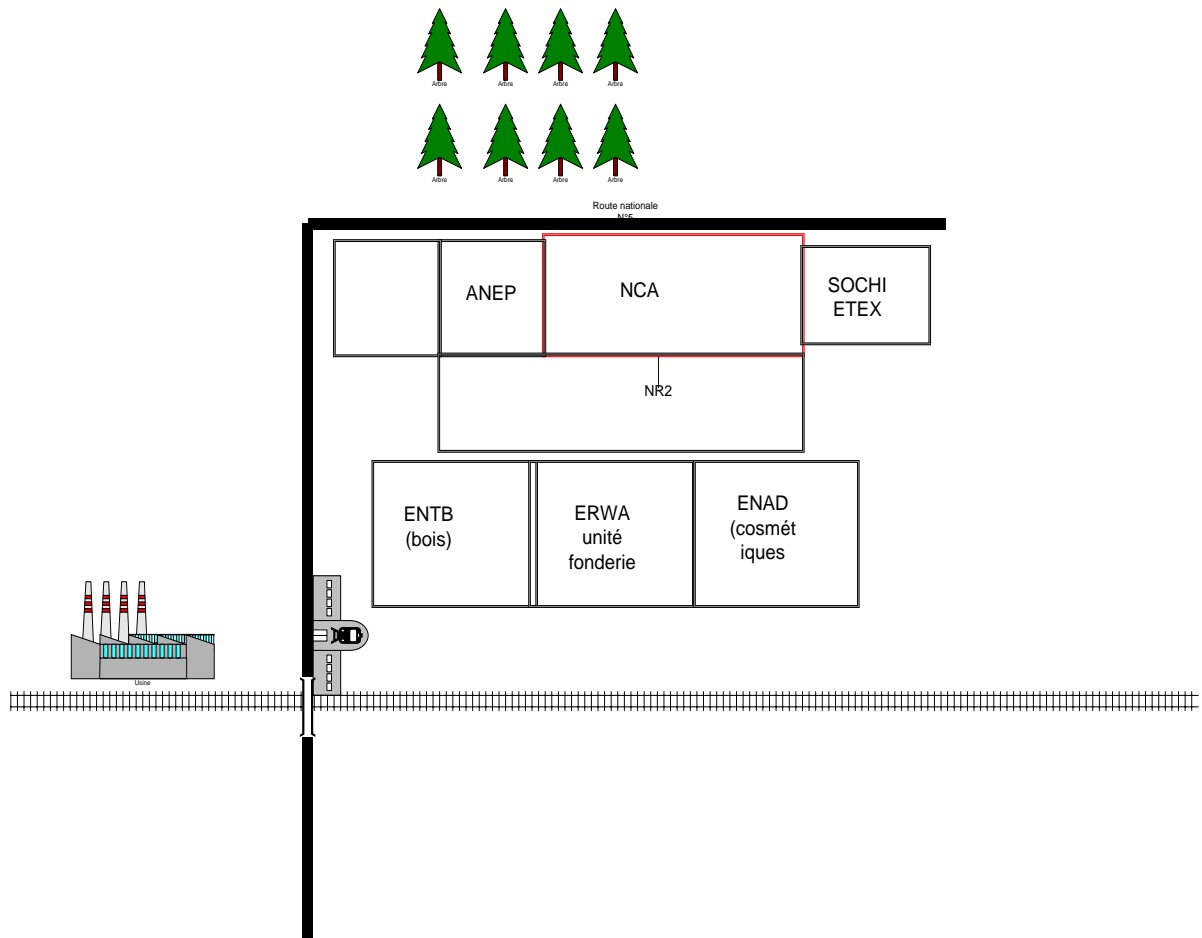 Arbre
Arbre
Arbre
Arbre
Arbre
Arbre
Arbre
Arbre
Route nationale
N°5
ANEP
NCA
SOCHI
ETEX
NR2
ENTB
(bois)
ERWA
unité
fonderie
ENAD
(cosmét
iques
Usine